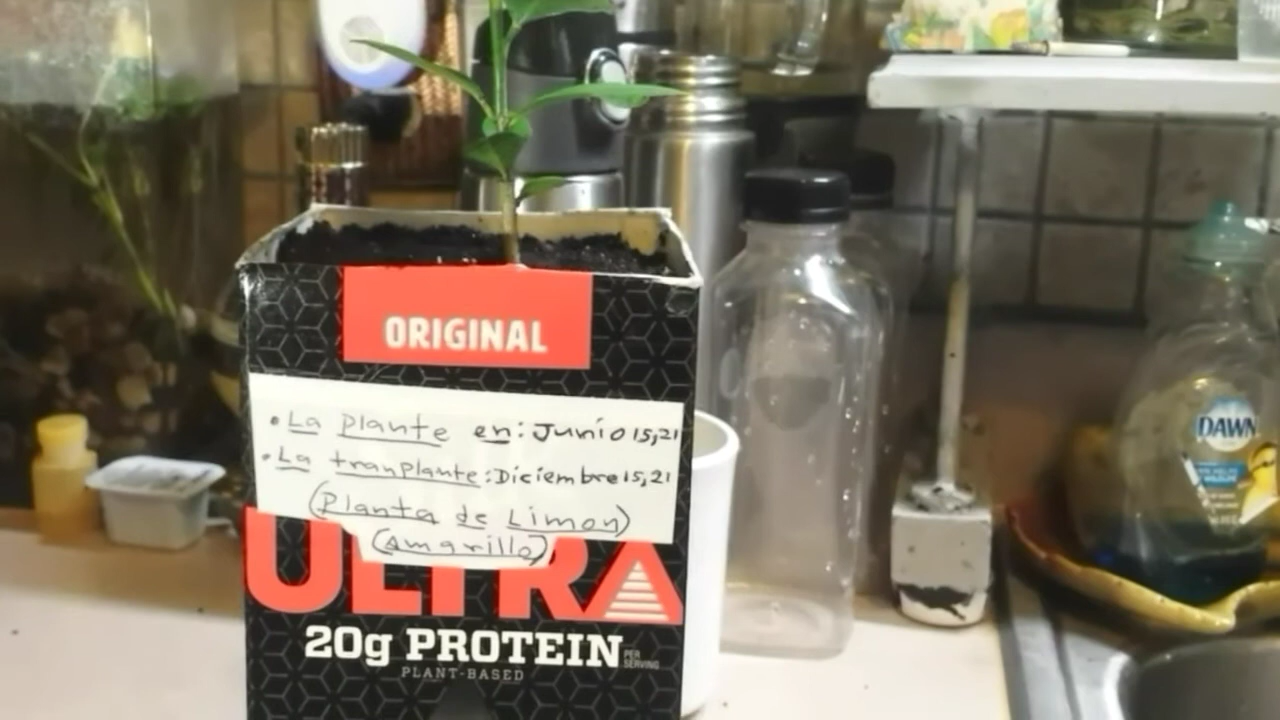 ORIGINAL
• La plante en: Junio 15,21
• La tranplante: Diciembre 15,21
(Planta de Limon)
(Amarillo)
ULTRA
20g PROTEIN PER SERVING
PLANT-BASED
DAWN